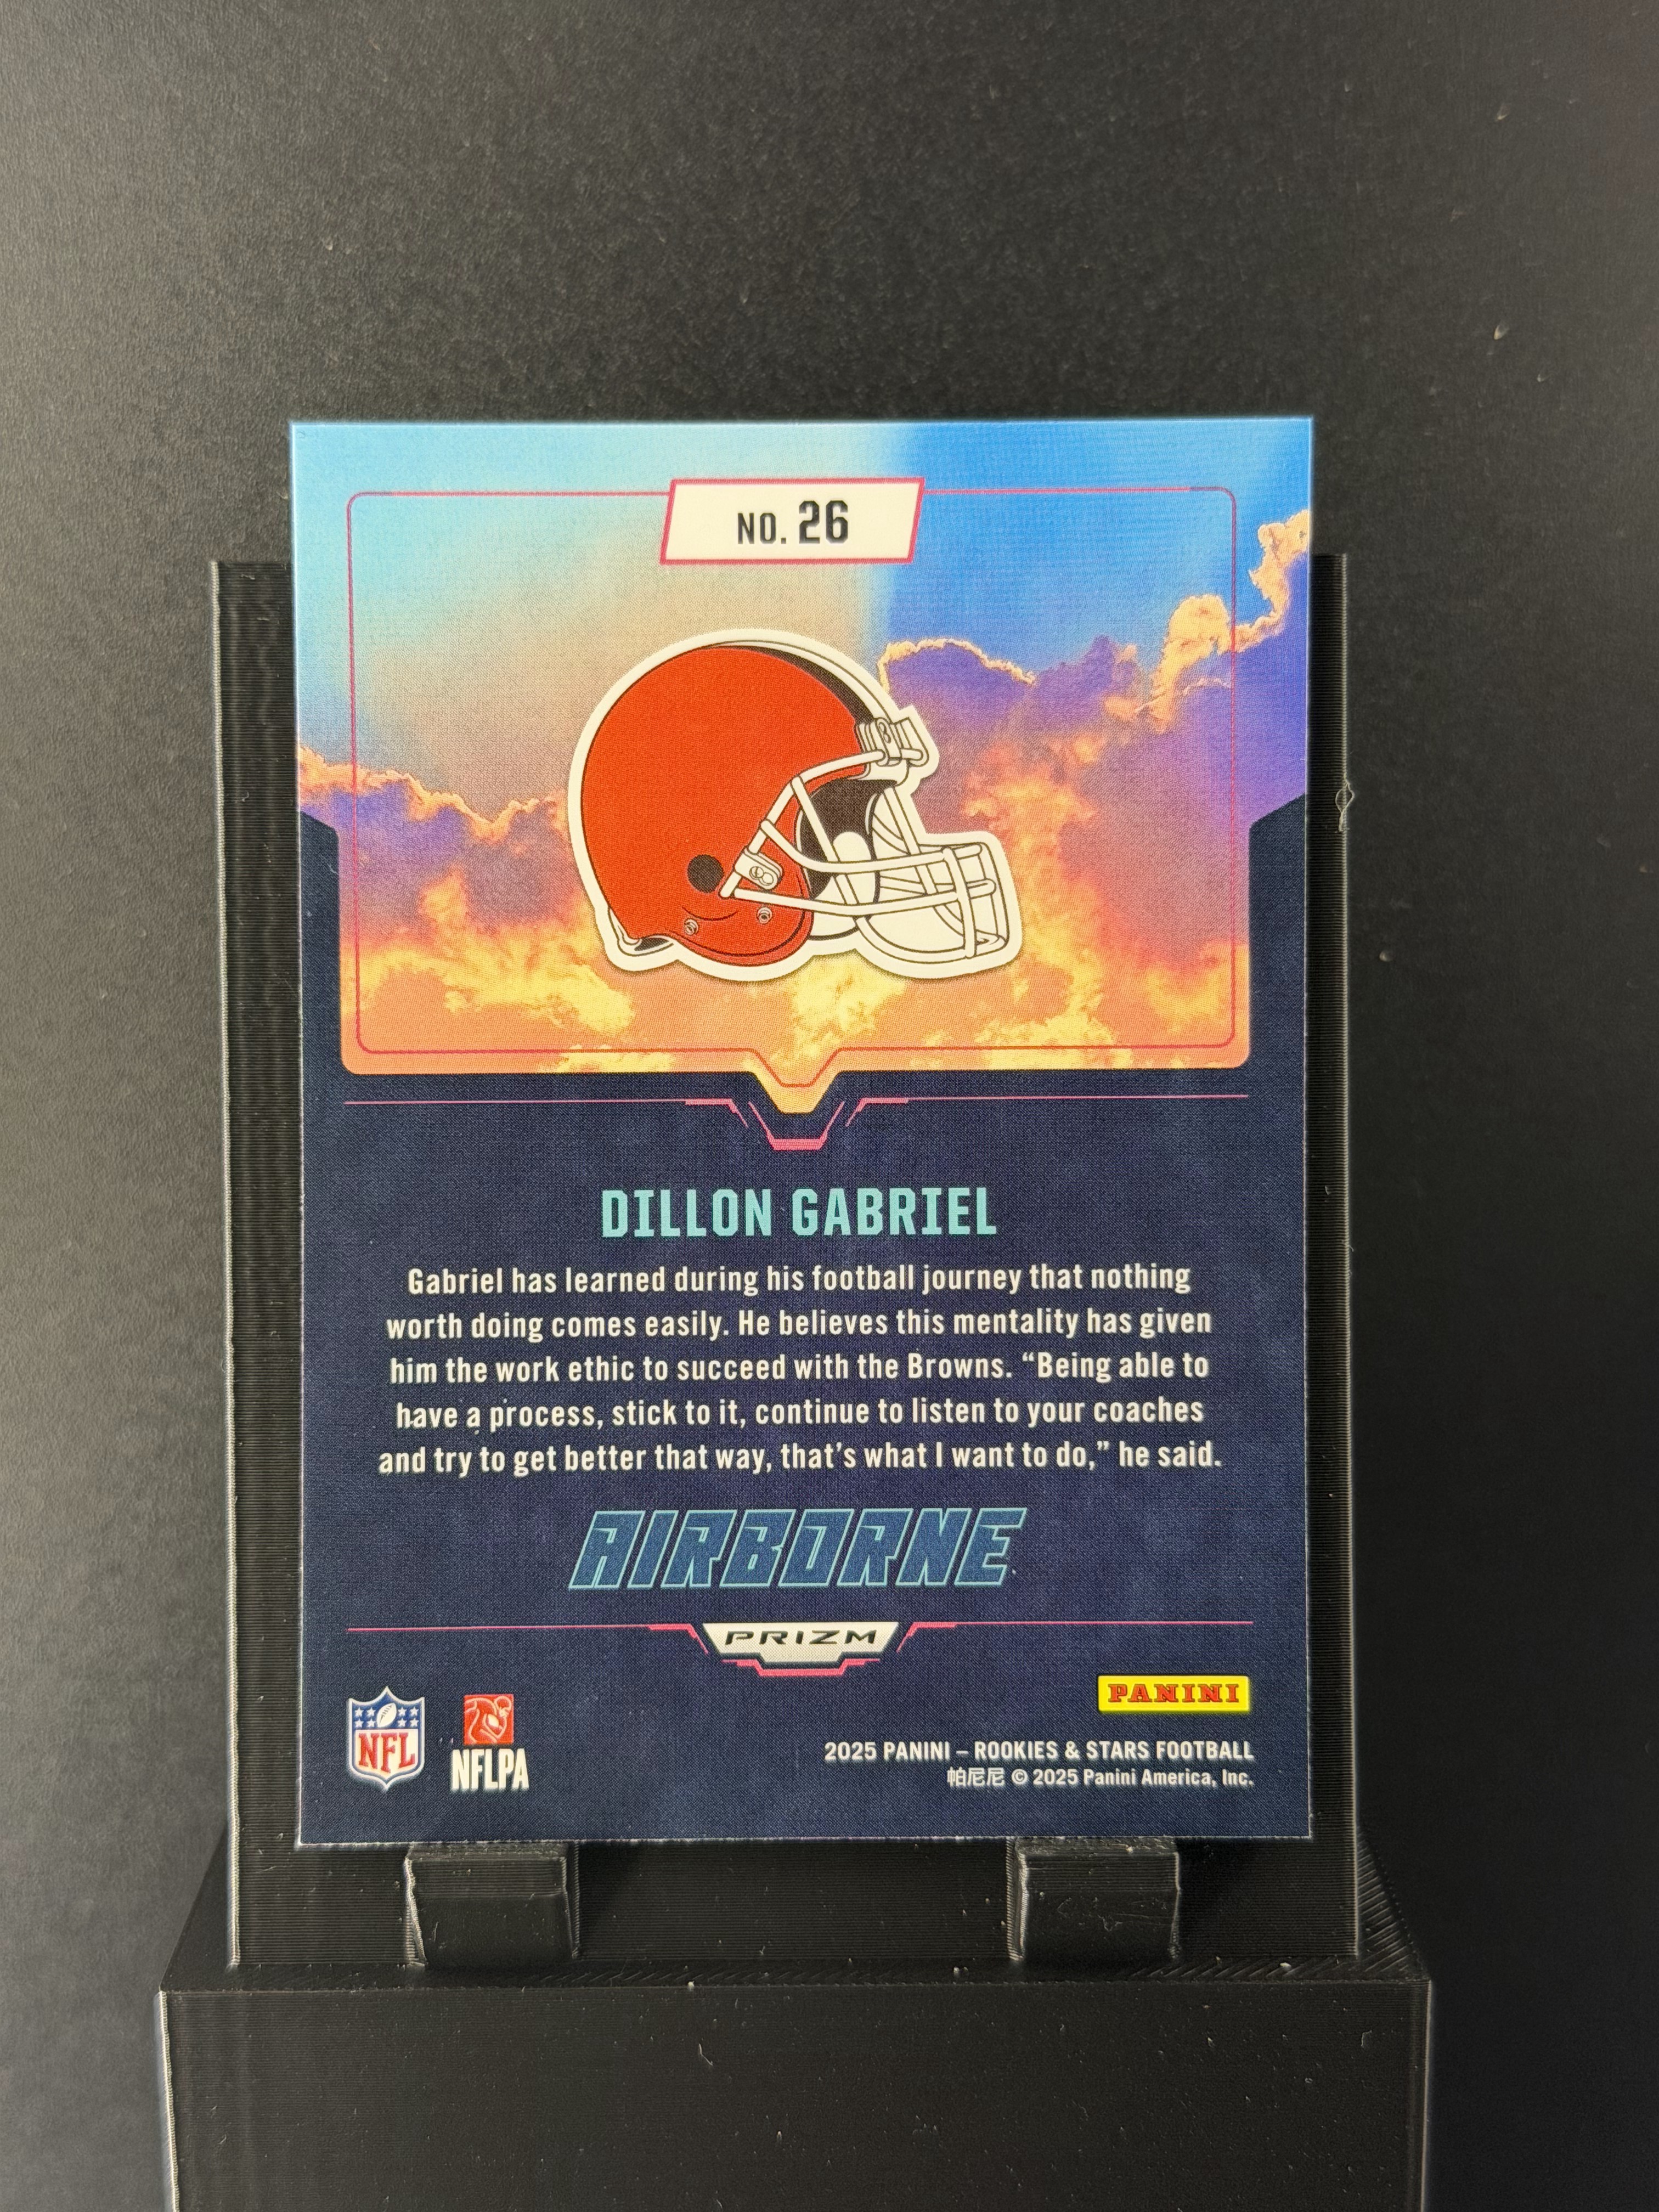 NO. 26
DILLON GABRIEL
Gabriel has learned during his football journey that nothing
worth doing comes easily. He believes this mentality has given
him the work ethic to succeed with the Browns. “Being able to
have a process, stick to it, continue to listen to your coaches
and try to get better that way, that’s what I want to do,” he said.
AIRBORNE
PRIZM
PANINI
NFL
NFLPA
2025 PANINI – ROOKIES & STARS FOOTBALL
帕尼尼 © 2025 Panini America, Inc.